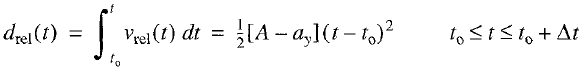 d_rel(t) = ∫_{t_o}^{t} v_rel(t) dt = ½[A − a_y](t − t_o)² t_o ≤ t ≤ t_o + Δt